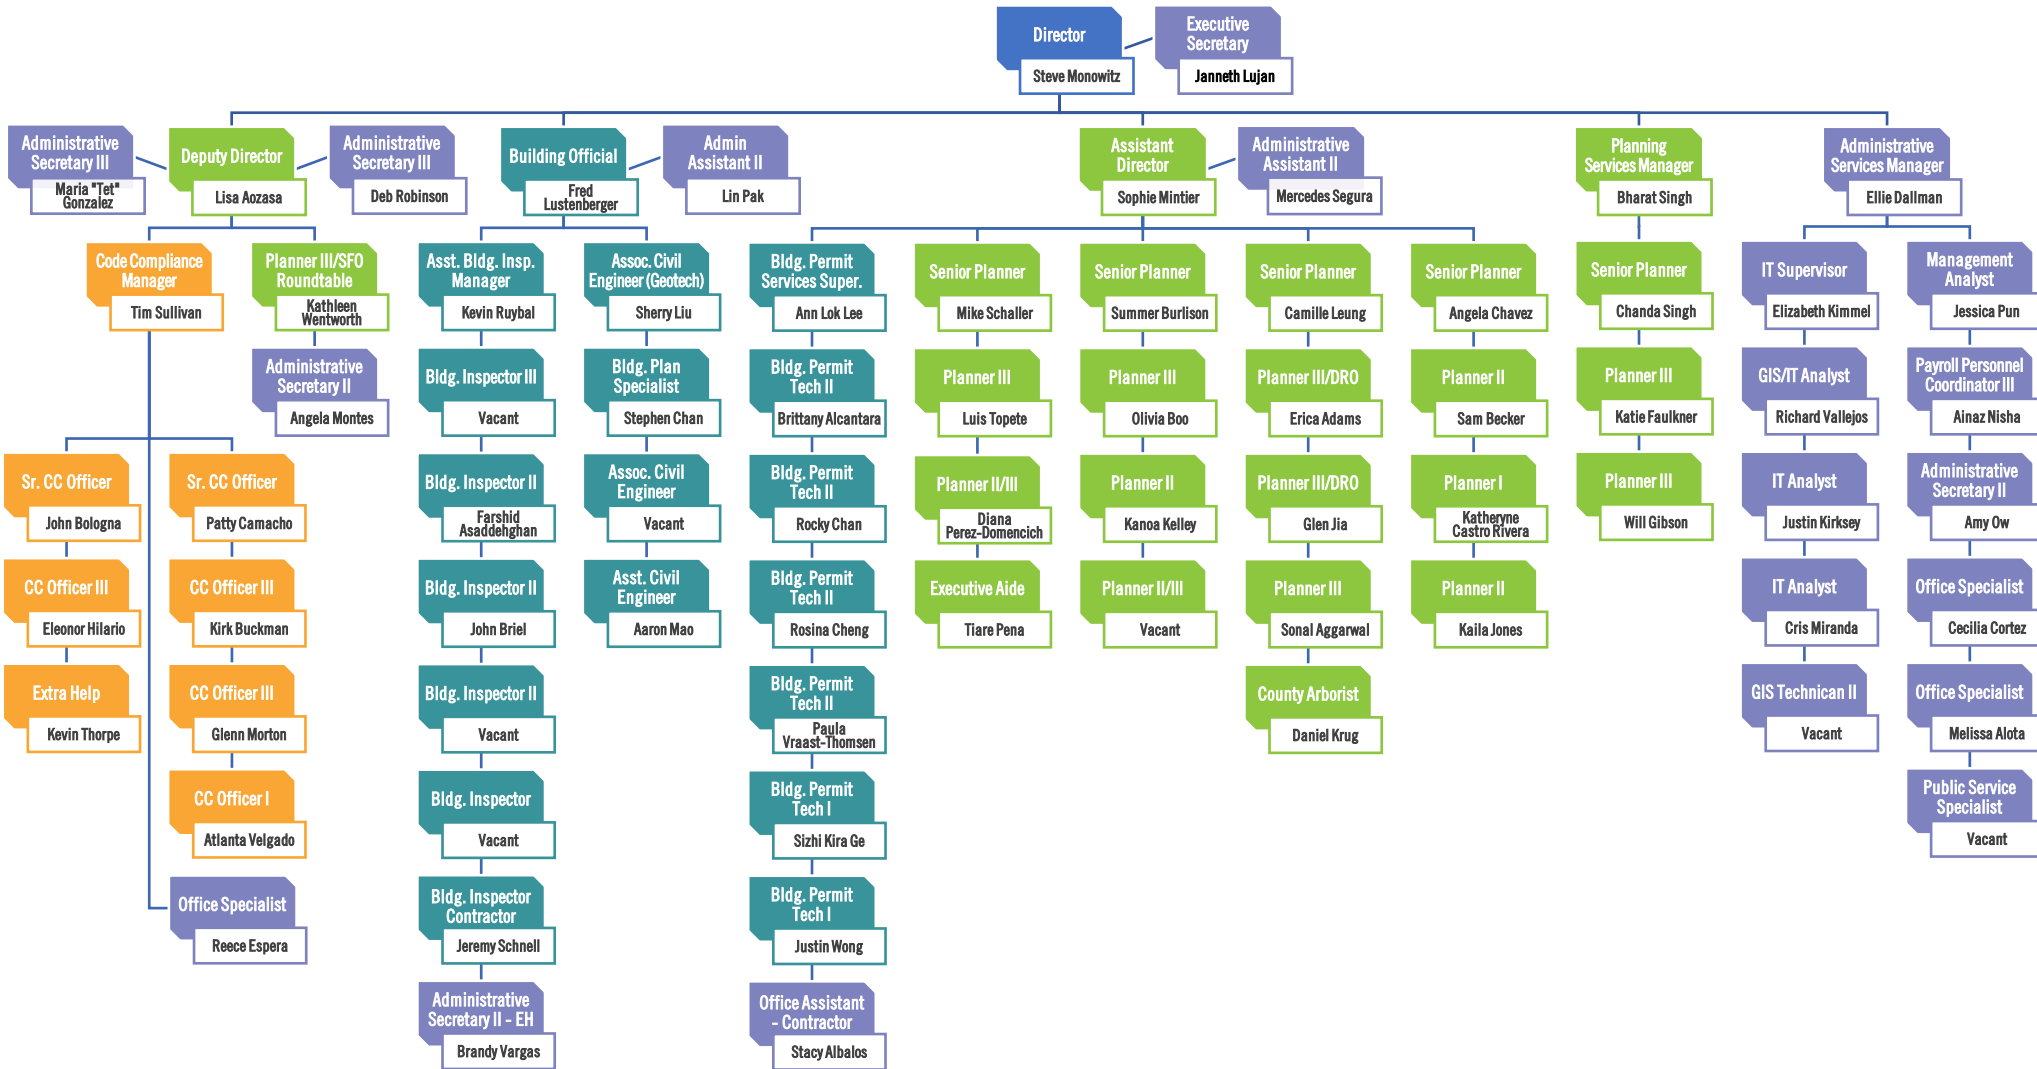 Director
Steve Monowitz
Executive
Secretary
Janneth Lujan
Administrative
Secretary III
Maria "Tet"
Gonzalez
Deputy Director
Lisa Aozasa
Administrative
Secretary III
Deb Robinson
Building Official
Fred
Lustenberger
Admin
Assistant II
Lin Pak
Assistant
Director
Sophie Mintier
Administrative
Assistant II
Mercedes Segura
Planning
Services Manager
Bharat Singh
Administrative
Services Manager
Ellie Dallman
Code Compliance
Manager
Tim Sullivan
Planner III/SFO
Roundtable
Kathleen
Wentworth
Administrative
Secretary II
Angela Montes
Sr. CC Officer
John Bologna
CC Officer III
Eleonor Hilario
Extra Help
Kevin Thorpe
Sr. CC Officer
Patty Camacho
CC Officer III
Kirk Buckman
CC Officer III
Glenn Morton
CC Officer I
Atlanta Velgado
Office Specialist
Reece Espera
Asst. Bldg. Insp.
Manager
Kevin Ruybal
Bldg. Inspector III
Vacant
Bldg. Inspector II
Farshid
Asaddehghan
Bldg. Inspector II
John Briel
Bldg. Inspector II
Vacant
Bldg. Inspector
Vacant
Bldg. Inspector
Contractor
Jeremy Schnell
Administrative
Secretary II - EH
Brandy Vargas
Assoc. Civil
Engineer (Geotech)
Sherry Liu
Bldg. Plan
Specialist
Stephen Chan
Assoc. Civil
Engineer
Vacant
Asst. Civil
Engineer
Aaron Mao
Bldg. Permit
Services Super.
Ann Lok Lee
Bldg. Permit
Tech II
Brittany Alcantara
Bldg. Permit
Tech II
Rocky Chan
Bldg. Permit
Tech II
Rosina Cheng
Bldg. Permit
Tech II
Paula
Vraast-Thomsen
Bldg. Permit
Tech I
Sizhi Kira Ge
Bldg. Permit
Tech I
Justin Wong
Office Assistant
- Contractor
Stacy Albalos
Senior Planner
Mike Schaller
Planner III
Luis Topete
Planner II/III
Diana
Perez-Domencich
Executive Aide
Tiare Pena
Senior Planner
Summer Burlison
Planner III
Olivia Boo
Planner II
Kanoa Kelley
Planner II/III
Vacant
Senior Planner
Camille Leung
Planner III/DRO
Erica Adams
Planner III/DRO
Glen Jia
Planner III
Sonal Aggarwal
County Arborist
Daniel Krug
Senior Planner
Angela Chavez
Planner II
Sam Becker
Planner I
Katheryne
Castro Rivera
Planner II
Kaila Jones
Senior Planner
Chanda Singh
Planner III
Katie Faulkner
Planner III
Will Gibson
IT Supervisor
Elizabeth Kimmel
GIS/IT Analyst
Richard Vallejos
IT Analyst
Justin Kirksey
IT Analyst
Cris Miranda
GIS Technican II
Vacant
Management
Analyst
Jessica Pun
Payroll Personnel
Coordinator III
Ainaz Nisha
Administrative
Secretary II
Amy Ow
Office Specialist
Cecilia Cortez
Office Specialist
Melissa Alota
Public Service
Specialist
Vacant